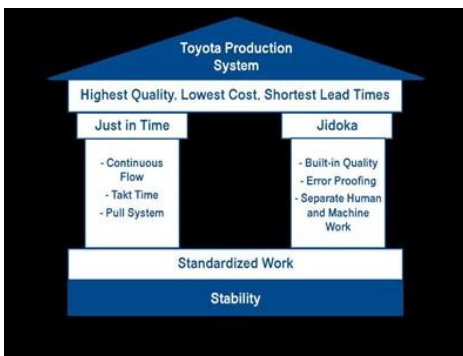 Toyota Production
System
Highest Quality, Lowest Cost, Shortest Lead Times
Just in Time
- Continuous
Flow
- Takt Time
- Pull System
Jidoka
- Built-in Quality
- Error Proofing
- Separate Human
and Machine
Work
Standardized Work
Stability